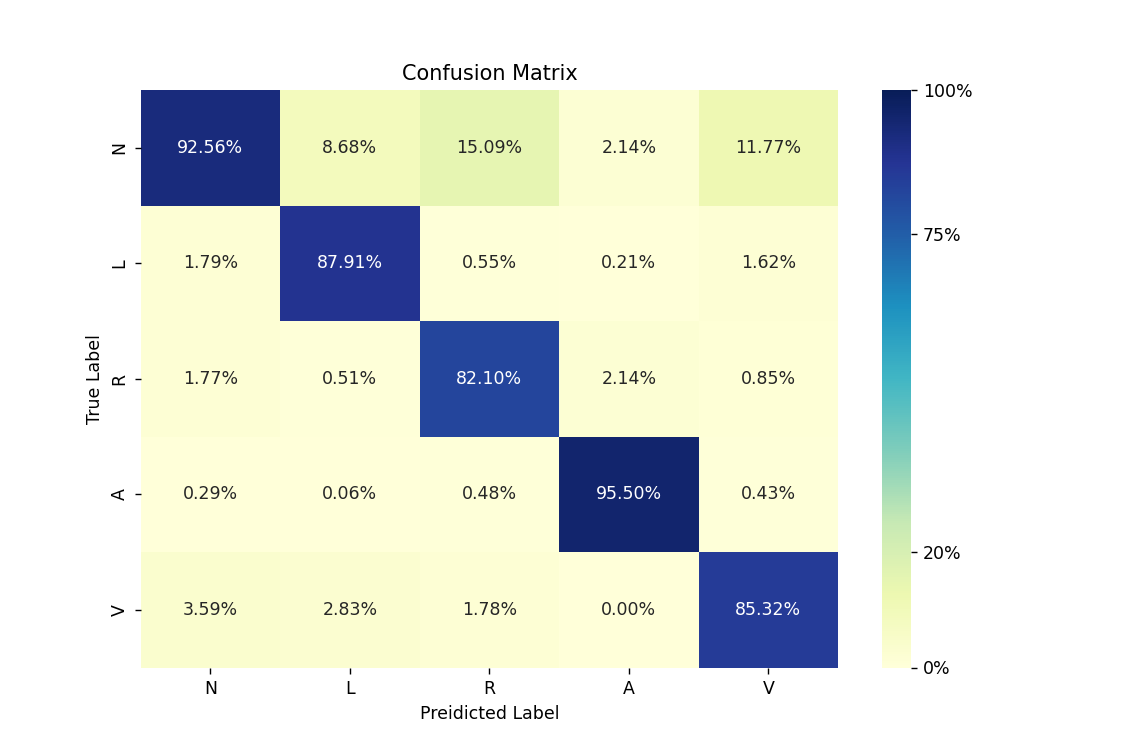 Confusion Matrix
True Label
N 92.56% 8.68% 15.09% 2.14% 11.77%
L 1.79% 87.91% 0.55% 0.21% 1.62%
R 1.77% 0.51% 82.10% 2.14% 0.85%
A 0.29% 0.06% 0.48% 95.50% 0.43%
V 3.59% 2.83% 1.78% 0.00% 85.32%
N L R A V
Preidicted Label
100%
75%
20%
0%